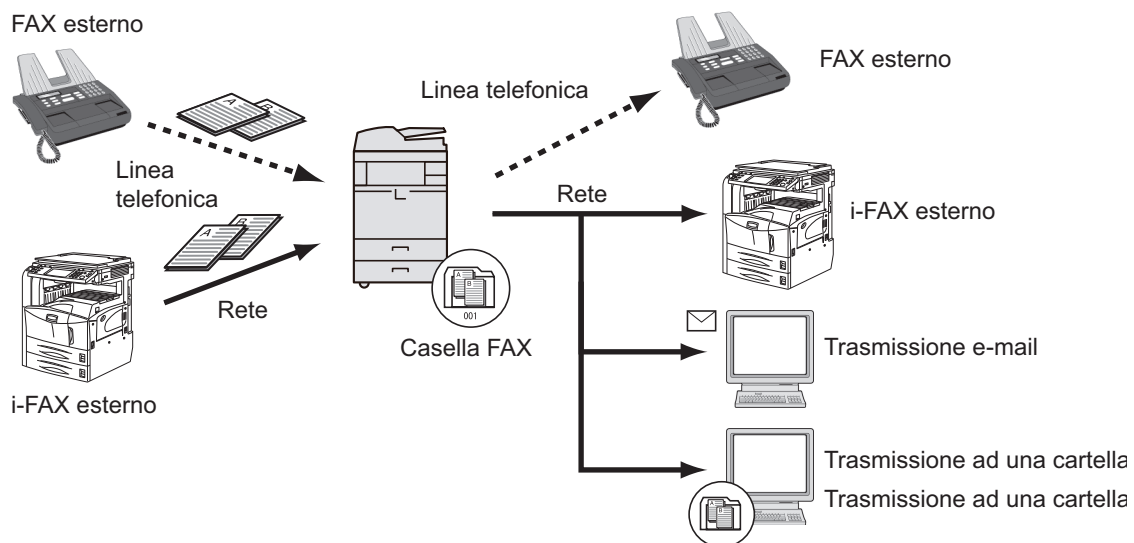 FAX esterno
Linea
telefonica
A
B
A
B
i-FAX esterno
Rete
A
B
001
Casella FAX
Linea telefonica
FAX esterno
Rete
i-FAX esterno
Trasmissione e-mail
Trasmissione ad una cartella
Trasmissione ad una cartella
A
B